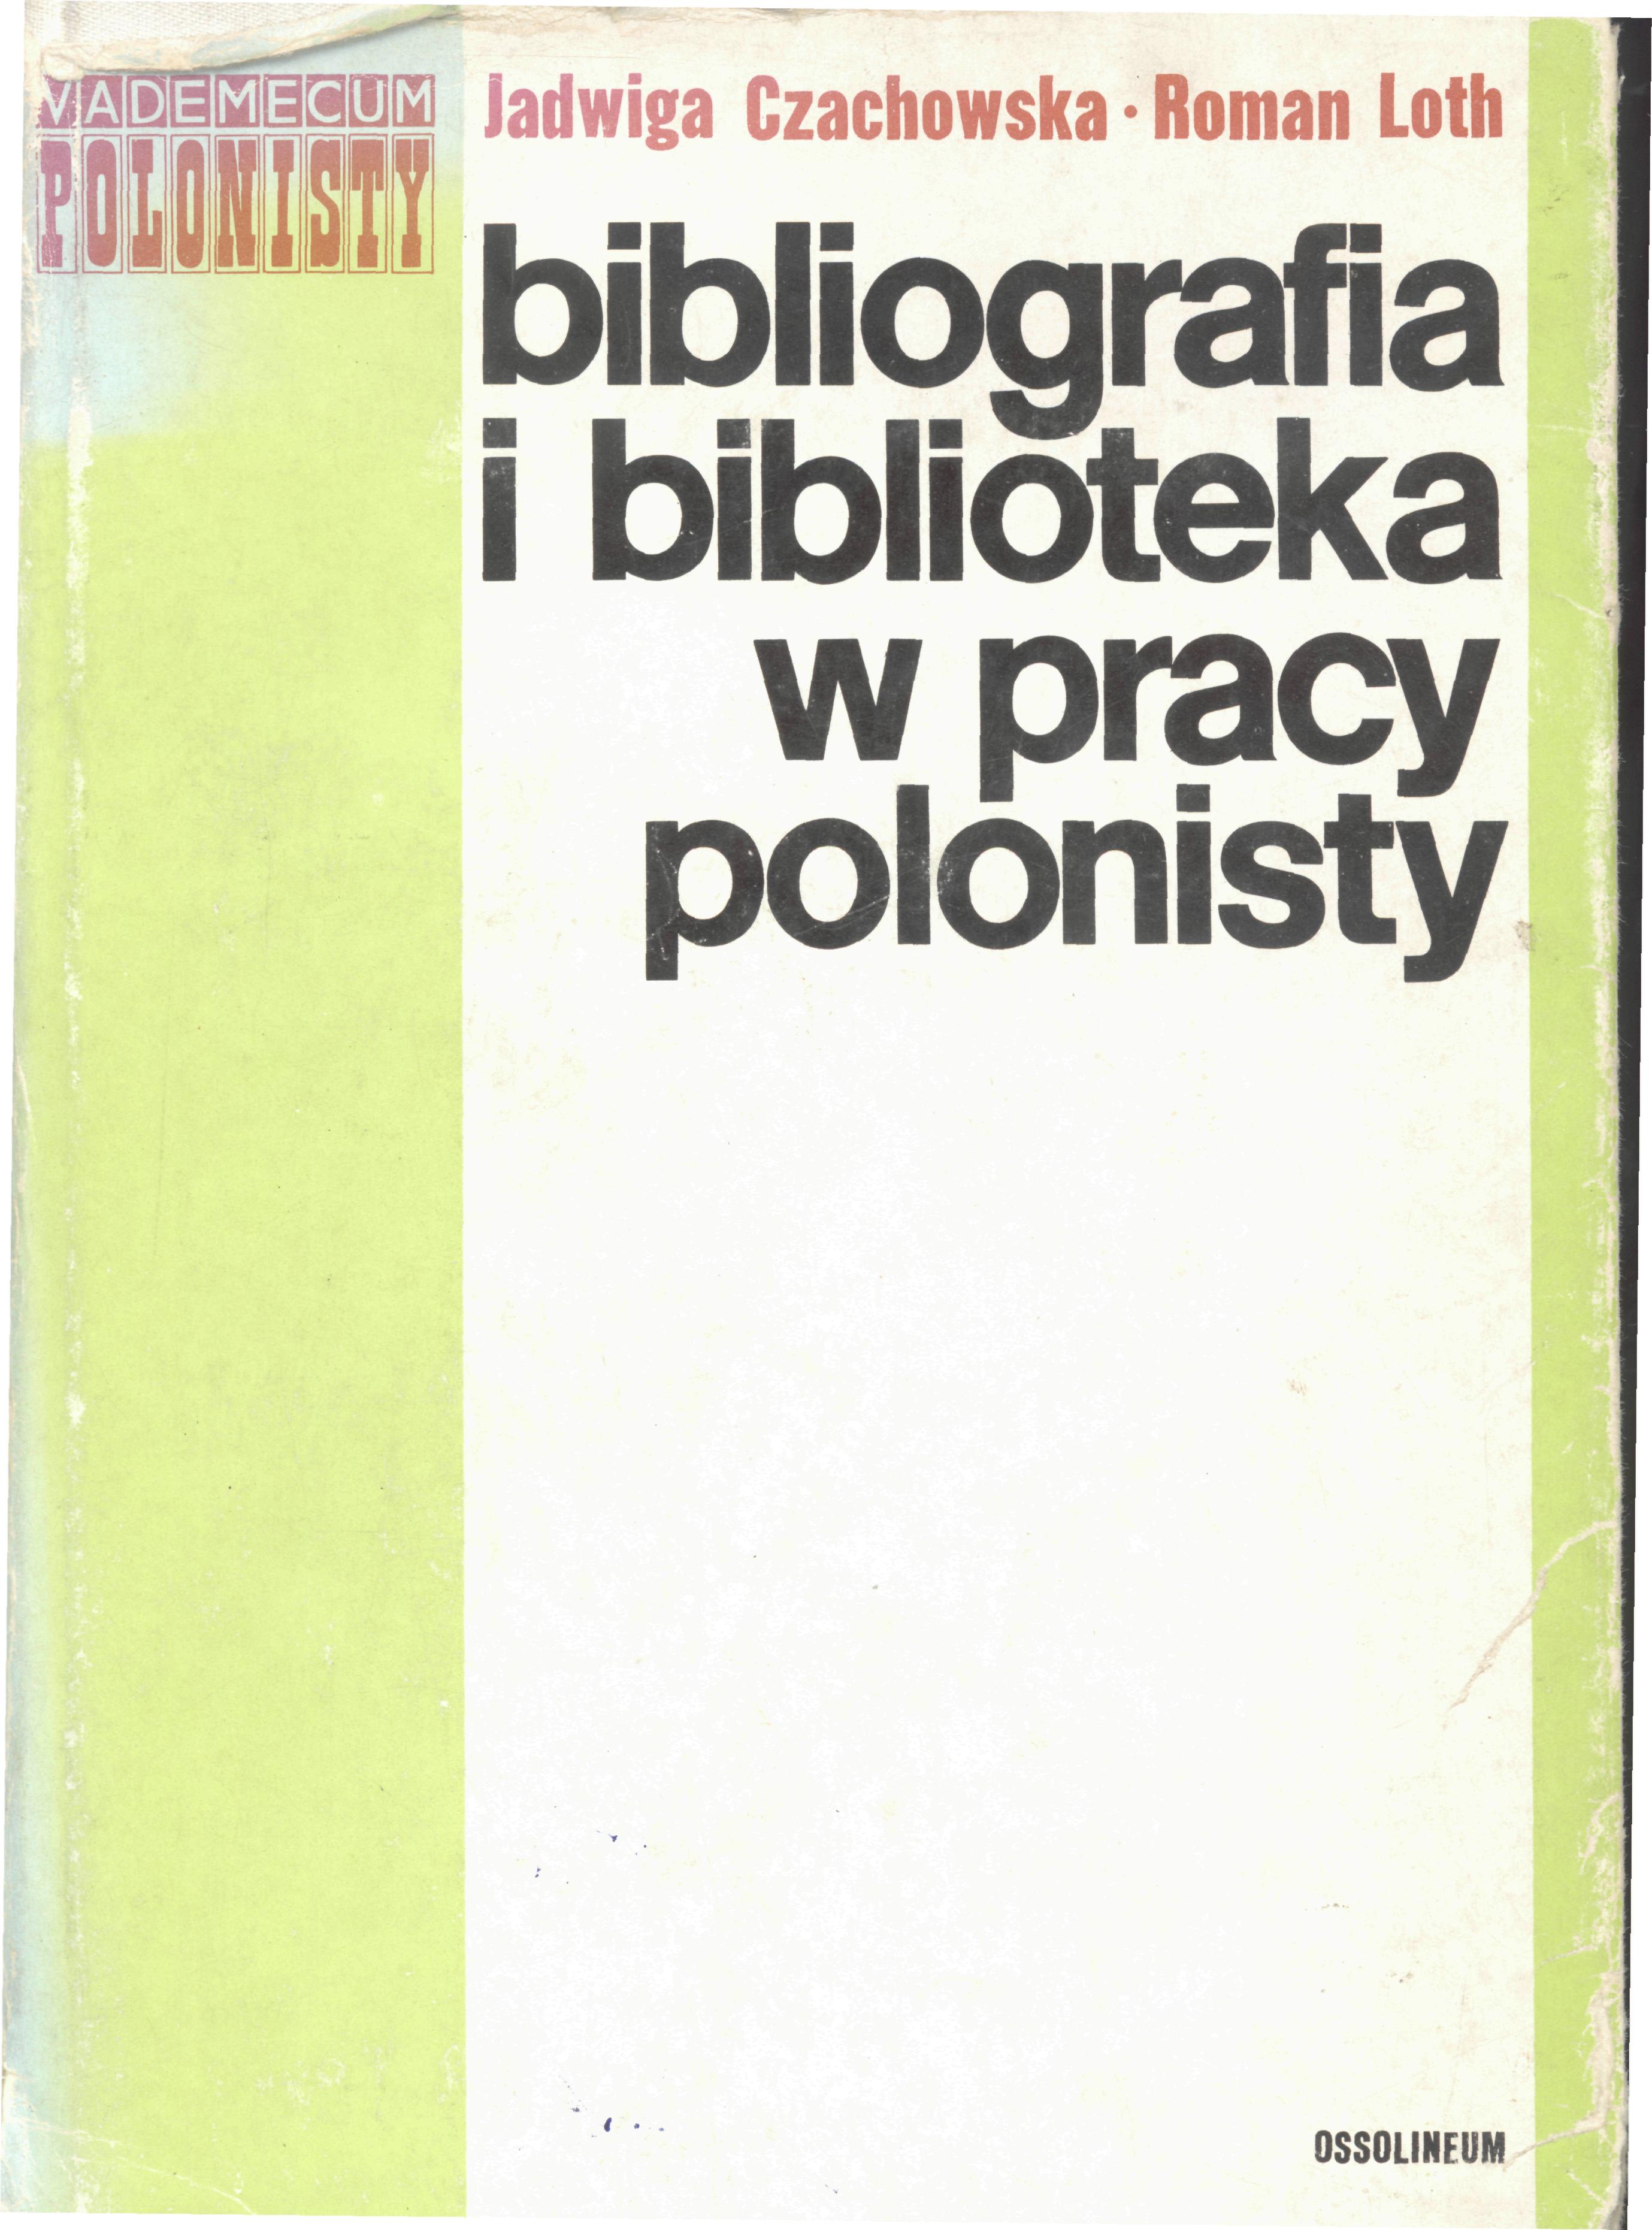 VADEMECUM
POLONISTY
Jadwiga Czachowska • Roman Loth
bibliografia
i biblioteka
w pracy
polonisty
OSSOLINEUM